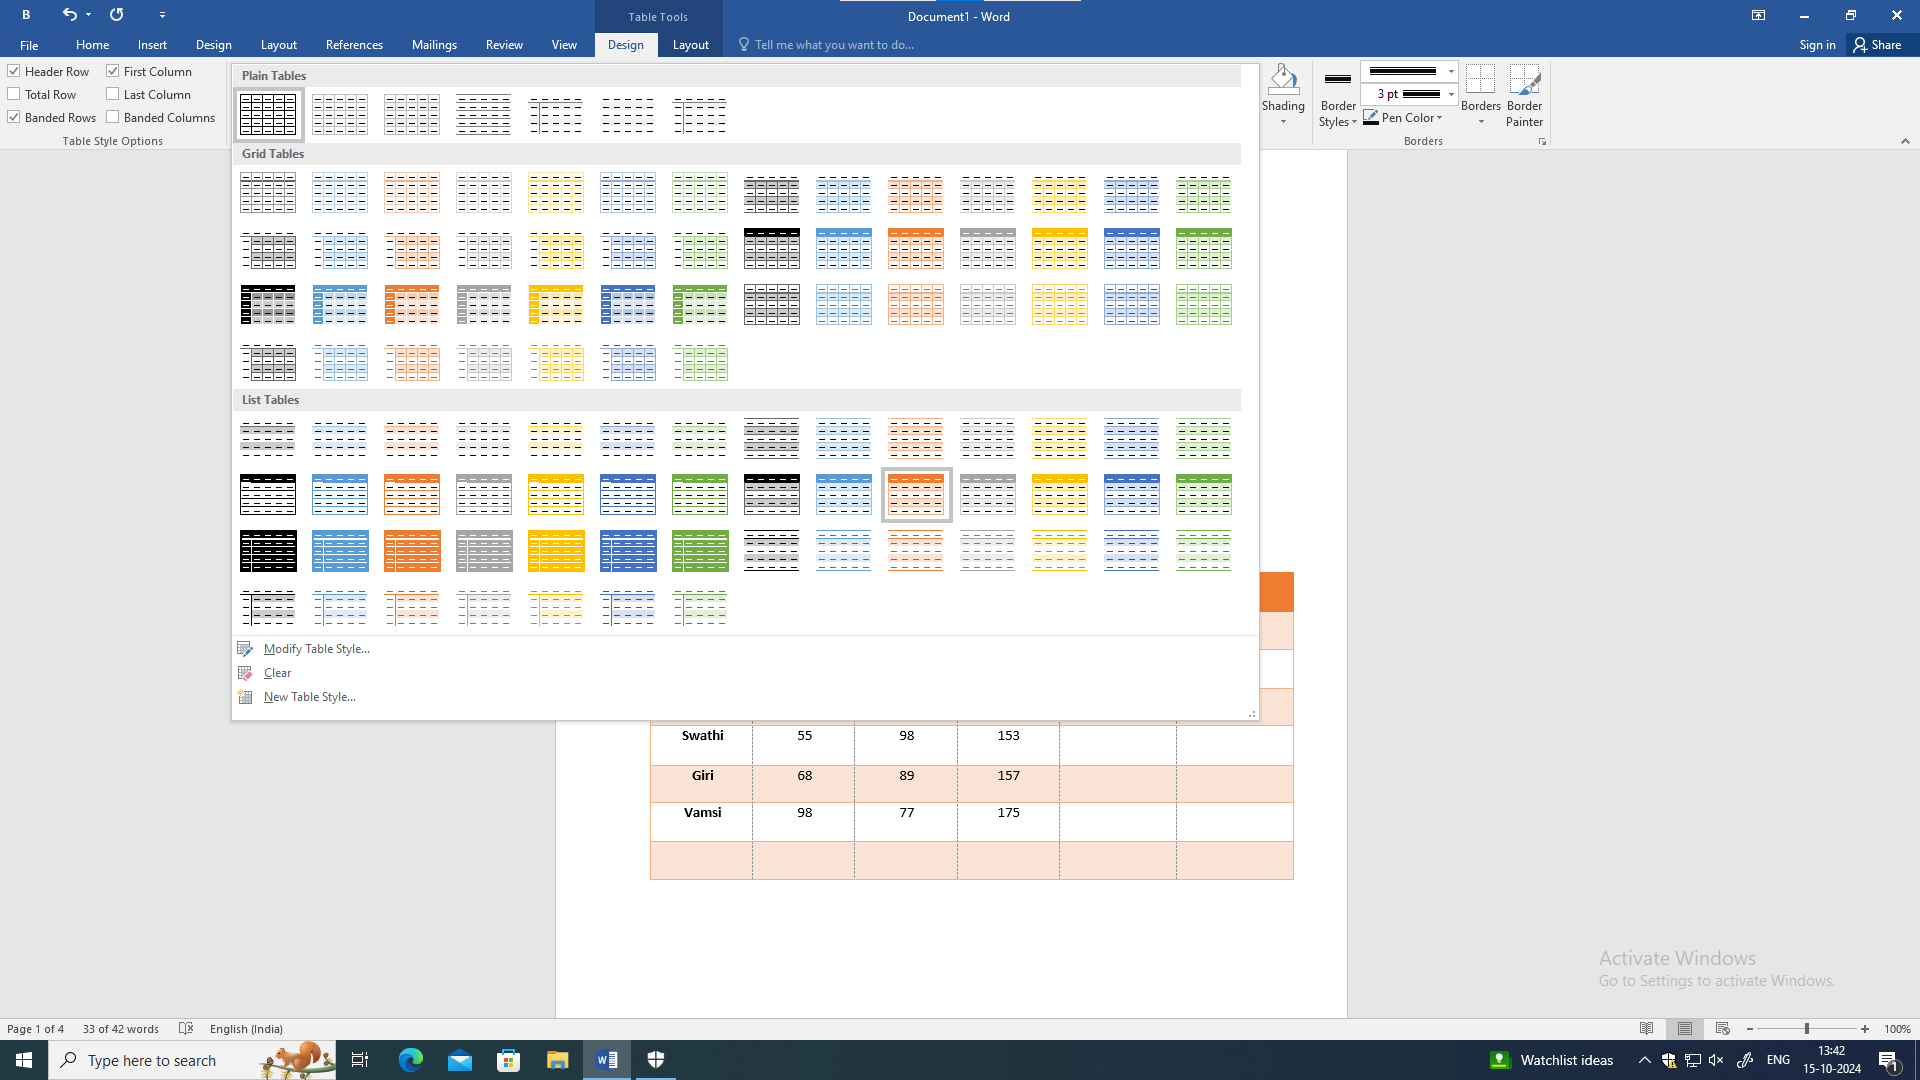 B
Table Tools
Document1 - Word
File Home Insert Design Layout References Mailings Review View Design Layout Tell me what you want to do... Sign in Share
Header Row First Column
Total Row Last Column
Banded Rows Banded Columns
Table Style Options
Plain Tables
Grid Tables
List Tables
Modify Table Style...
Clear
New Table Style...
Shading
Border Styles
3 pt
Pen Color
Borders
Border Painter
Borders
Swathi 55 98 153
Giri 68 89 157
Vamsi 98 77 175
Activate Windows
Go to Settings to activate Windows.
Page 1 of 4 33 of 42 words English (India) 100%
Type here to search
Watchlist ideas
ENG
13:42
15-10-2024
1